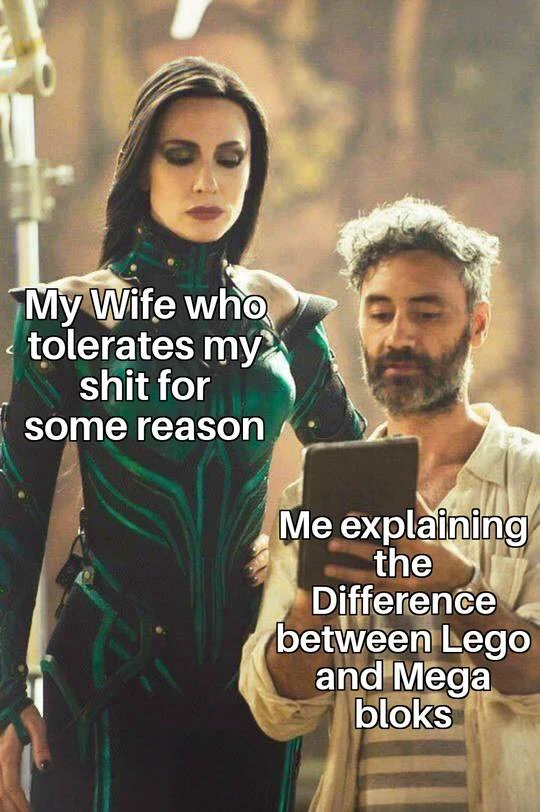 My Wife who
tolerates my
shit for
some reason
Me explaining
the
Difference
between Lego
and Mega
bloks